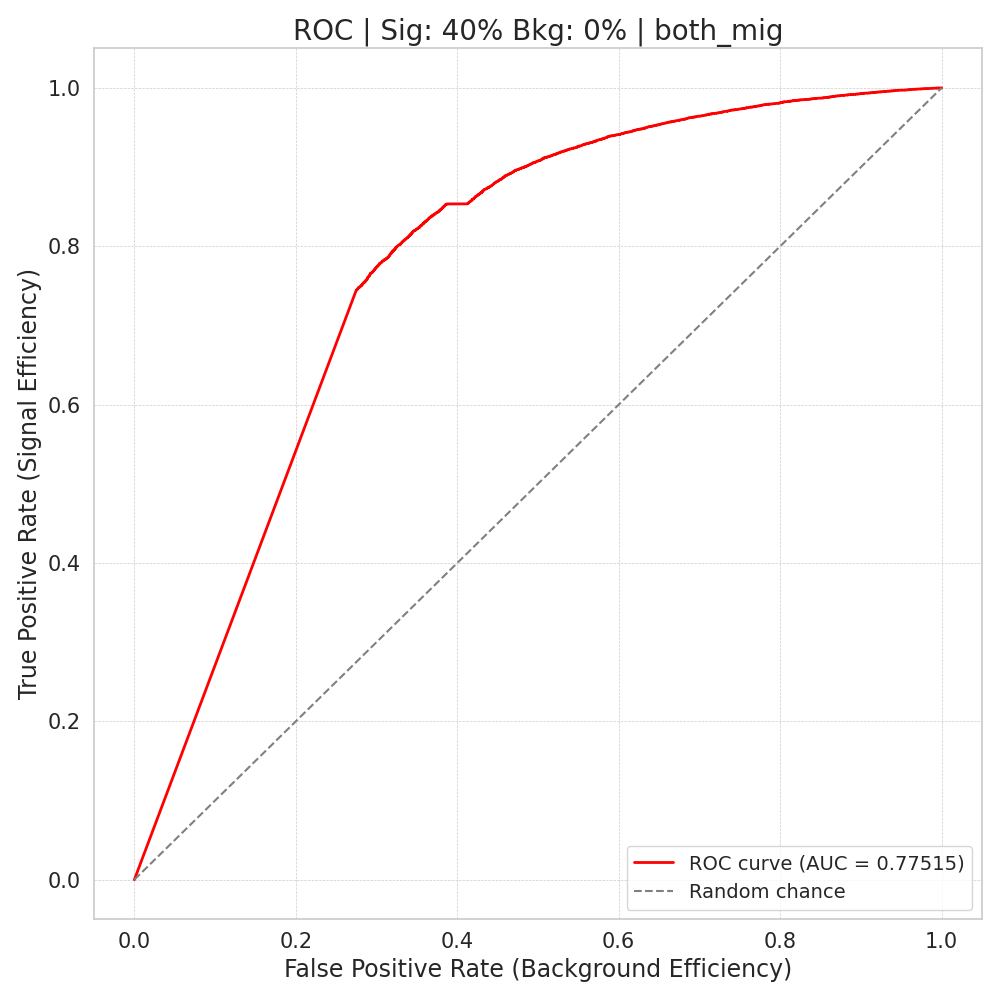 ROC | Sig: 40% Bkg: 0% | both_mig
True Positive Rate (Signal Efficiency)
1.0
0.8
0.6
0.4
0.2
0.0
ROC curve (AUC = 0.77515)
Random chance
0.0 0.2 0.4 0.6 0.8 1.0
False Positive Rate (Background Efficiency)